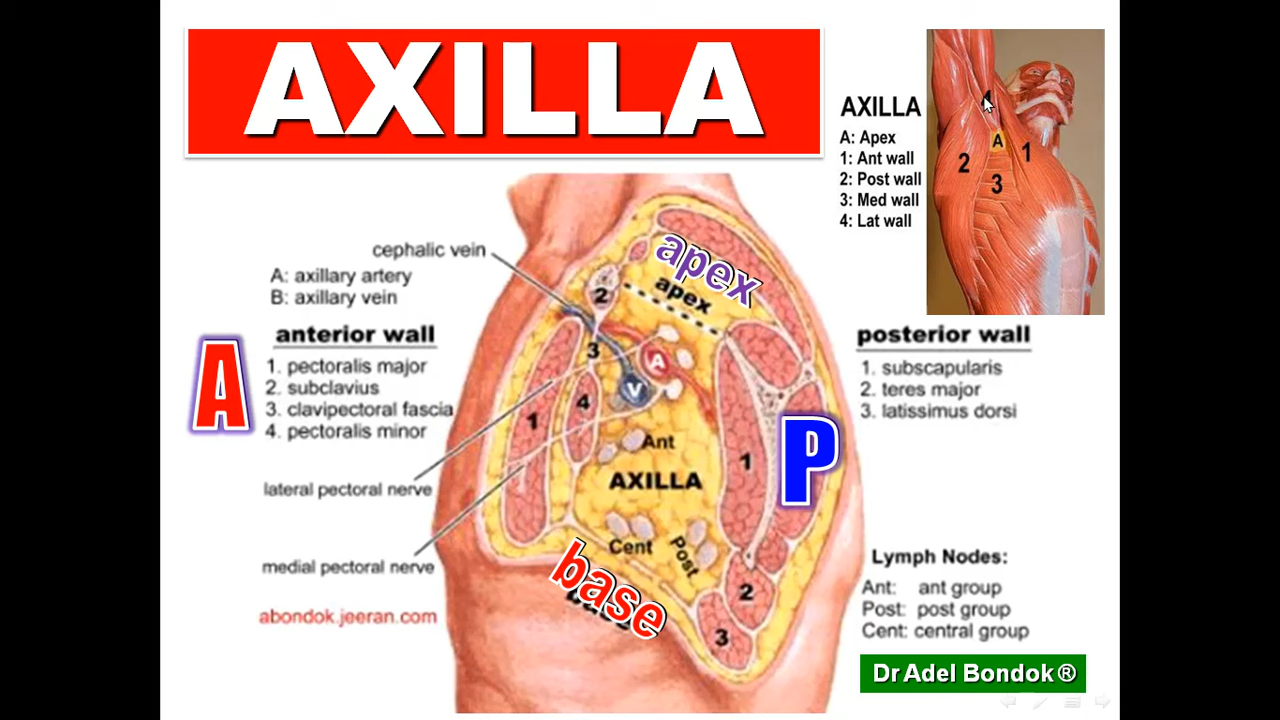 AXILLA
AXILLA
A: Apex
1: Ant wall
2: Post wall
3: Med wall
4: Lat wall
4
A
1
2
3
cephalic vein
A: axillary artery
B: axillary vein
A
anterior wall
1. pectoralis major
2. subclavius
3. clavipectoral fascia
4. pectoralis minor
lateral pectoral nerve
medial pectoral nerve
abondok.jeeran.com
apex
apex
2
3
A
V
4
1
Ant
AXILLA
1
Cent
Post
base
2
3
P
posterior wall
1. subscapularis
2. teres major
3. latissimus dorsi
Lymph Nodes:
Ant: ant group
Post: post group
Cent: central group
Dr Adel Bondok ®